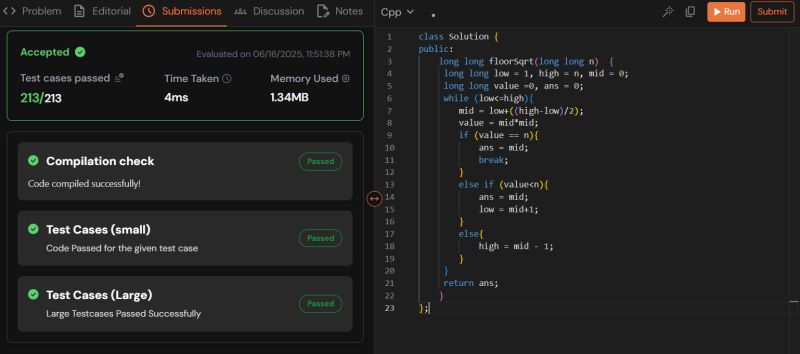 Problem Editorial Submissions Discussion Notes
Accepted
Evaluated on 06/16/2025, 11:51:38 PM
Test cases passed Time Taken Memory Used
213/213 4ms 1.34MB
Compilation check
Passed
Code compiled successfully!
Test Cases (small)
Passed
Code Passed for the given test case
Test Cases (Large)
Passed
Large Testcases Passed Successfully
Cpp Run Submit
1 class Solution {
2 public:
3 long long floorSqrt(long long n)  {
4 long long low = 1, high = n, mid = 0;
5 long long value =0, ans = 0;
6 while (low<=high){
7 mid = low+((high-low)/2);
8 value = mid*mid;
9 if (value == n){
10 ans = mid;
11 break;
12 }
13 else if (value<n){
14 ans = mid;
15 low = mid+1;
16 }
17 else{
18 high = mid - 1;
19 }
20 }
21 return ans;
22 }
23 };